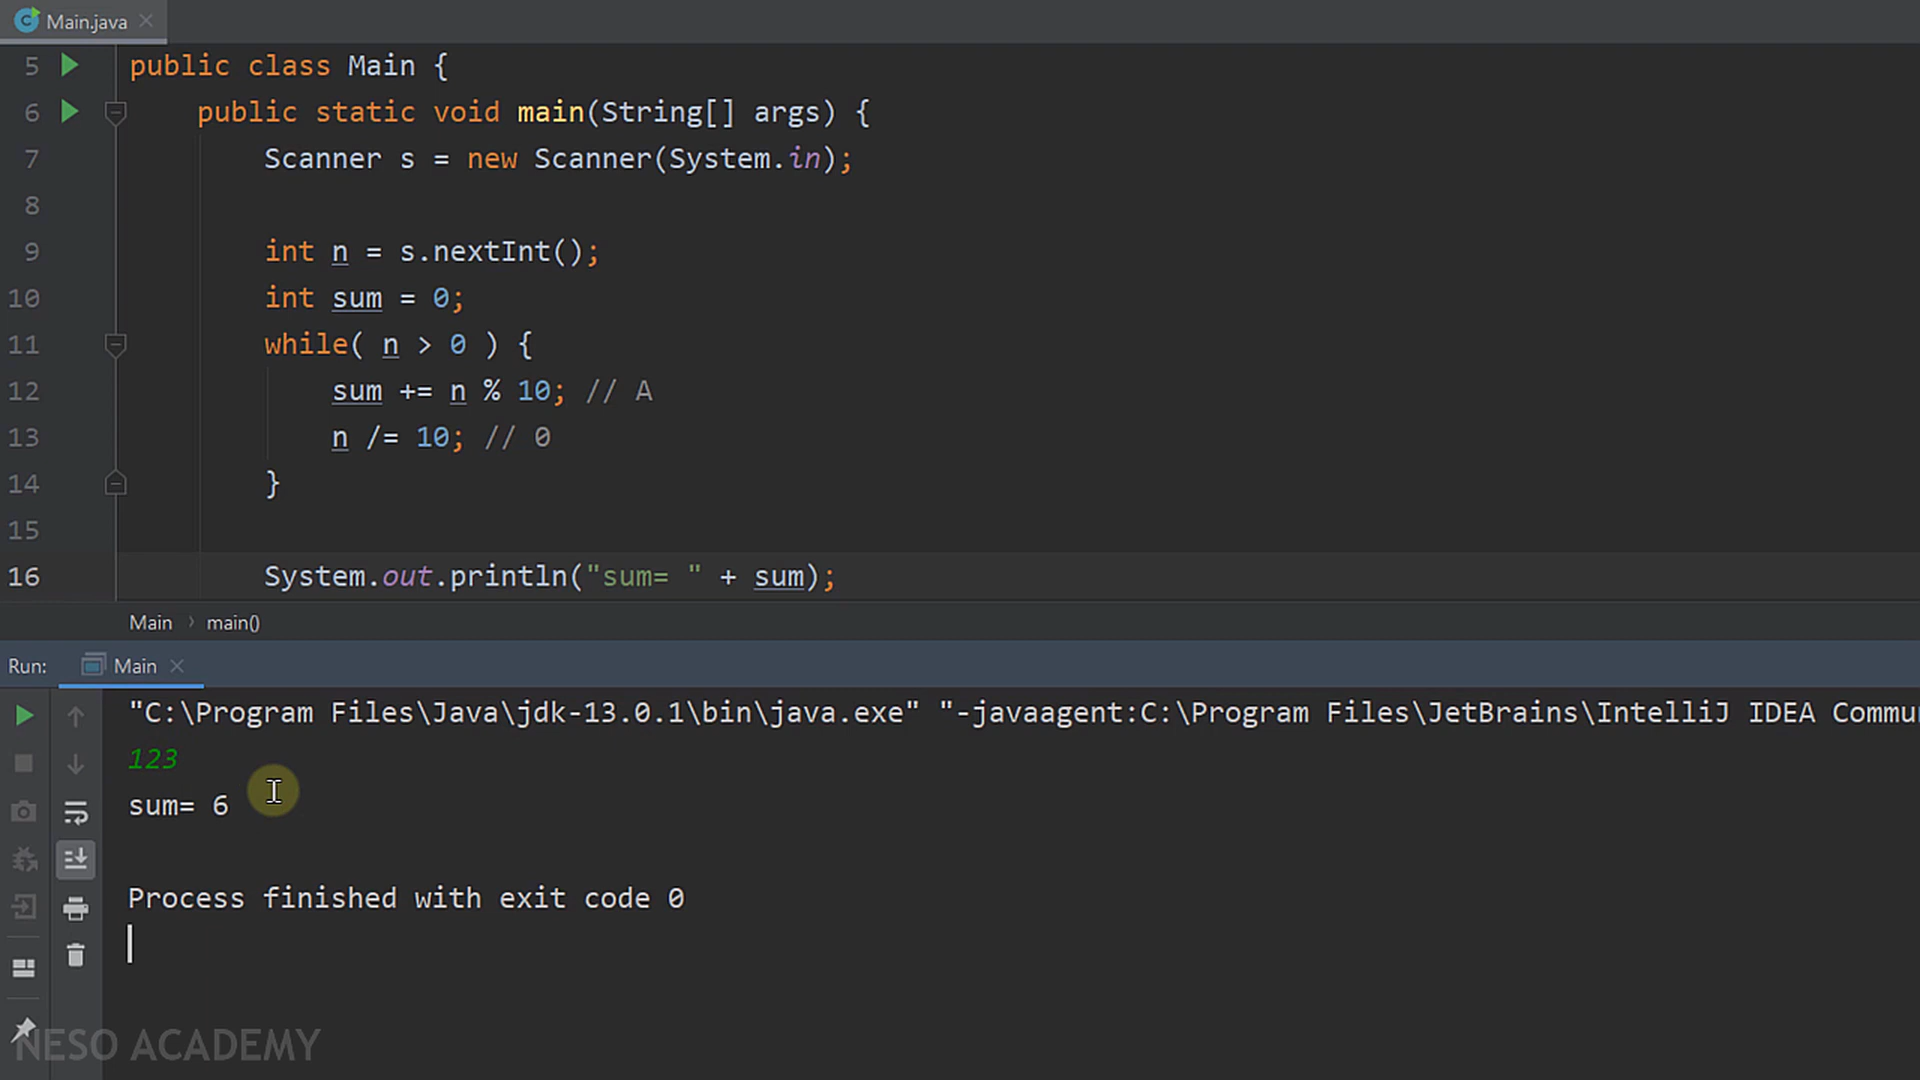 Main.java
5 public class Main {
6 public static void main(String[] args) {
7 Scanner s = new Scanner(System.in);
8
9 int n = s.nextInt();
10 int sum = 0;
11 while( n > 0 ) {
12 sum += n % 10; // A
13 n /= 10; // 0
14 }
15
16 System.out.println("sum= " + sum);
Main › main()
Run: Main
"C:\Program Files\Java\jdk-13.0.1\bin\java.exe" "-javaagent:C:\Program Files\JetBrains\IntelliJ IDEA Commu
123
sum= 6
Process finished with exit code 0
NESO ACADEMY